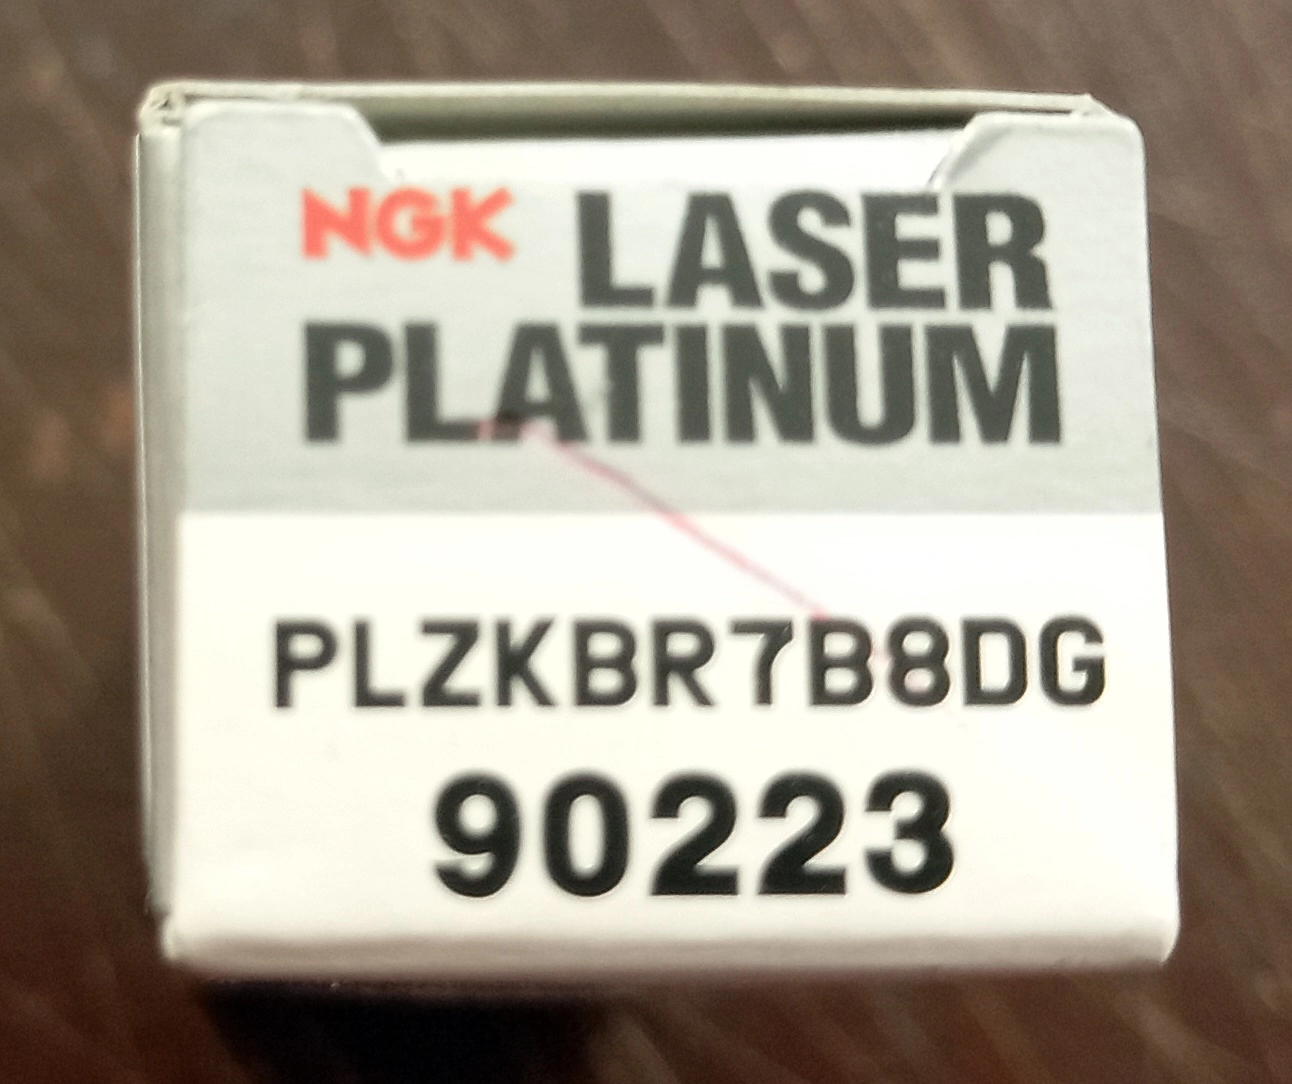 NGK LASER
PLATINUM
PLZKBR7B8DG
90223